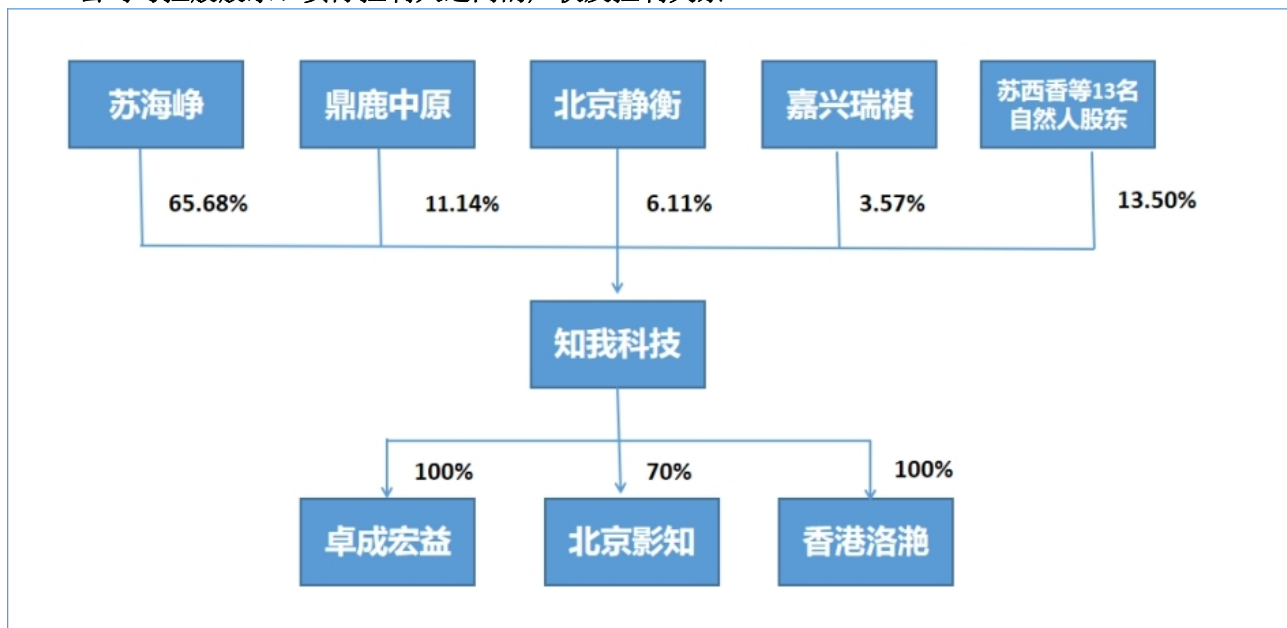 苏海峥
鼎鹿中原
北京静衡
嘉兴瑞祺
苏西香等13名
自然人股东
65.68%
11.14%
6.11%
3.57%
13.50%
知我科技
100%
70%
100%
卓成宏益
北京影知
香港洛滟